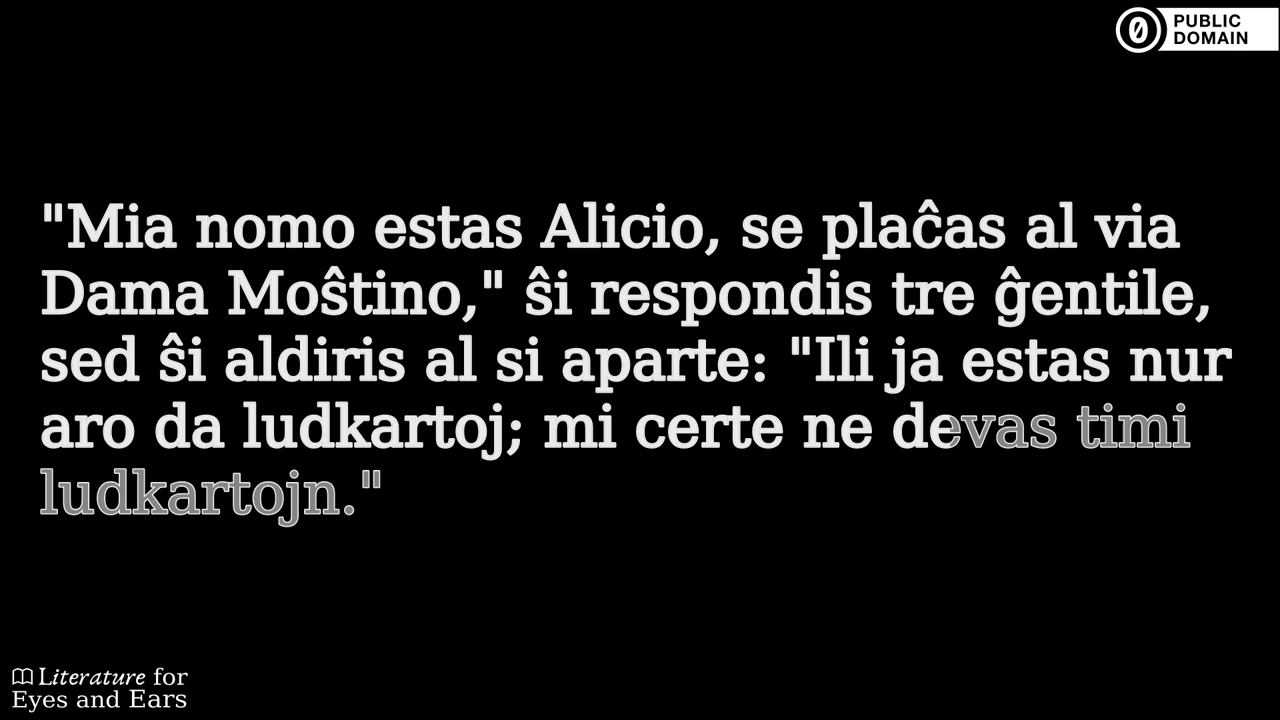 PUBLIC
DOMAIN
"Mia nomo estas Alicio, se plaĉas al via
Dama Moŝtino," ŝi respondis tre ĝentile,
sed ŝi aldiris al si aparte: "Ili ja estas nur
aro da ludkartoj; mi certe ne devas timi
ludkartojn."
Literature for
Eyes and Ears